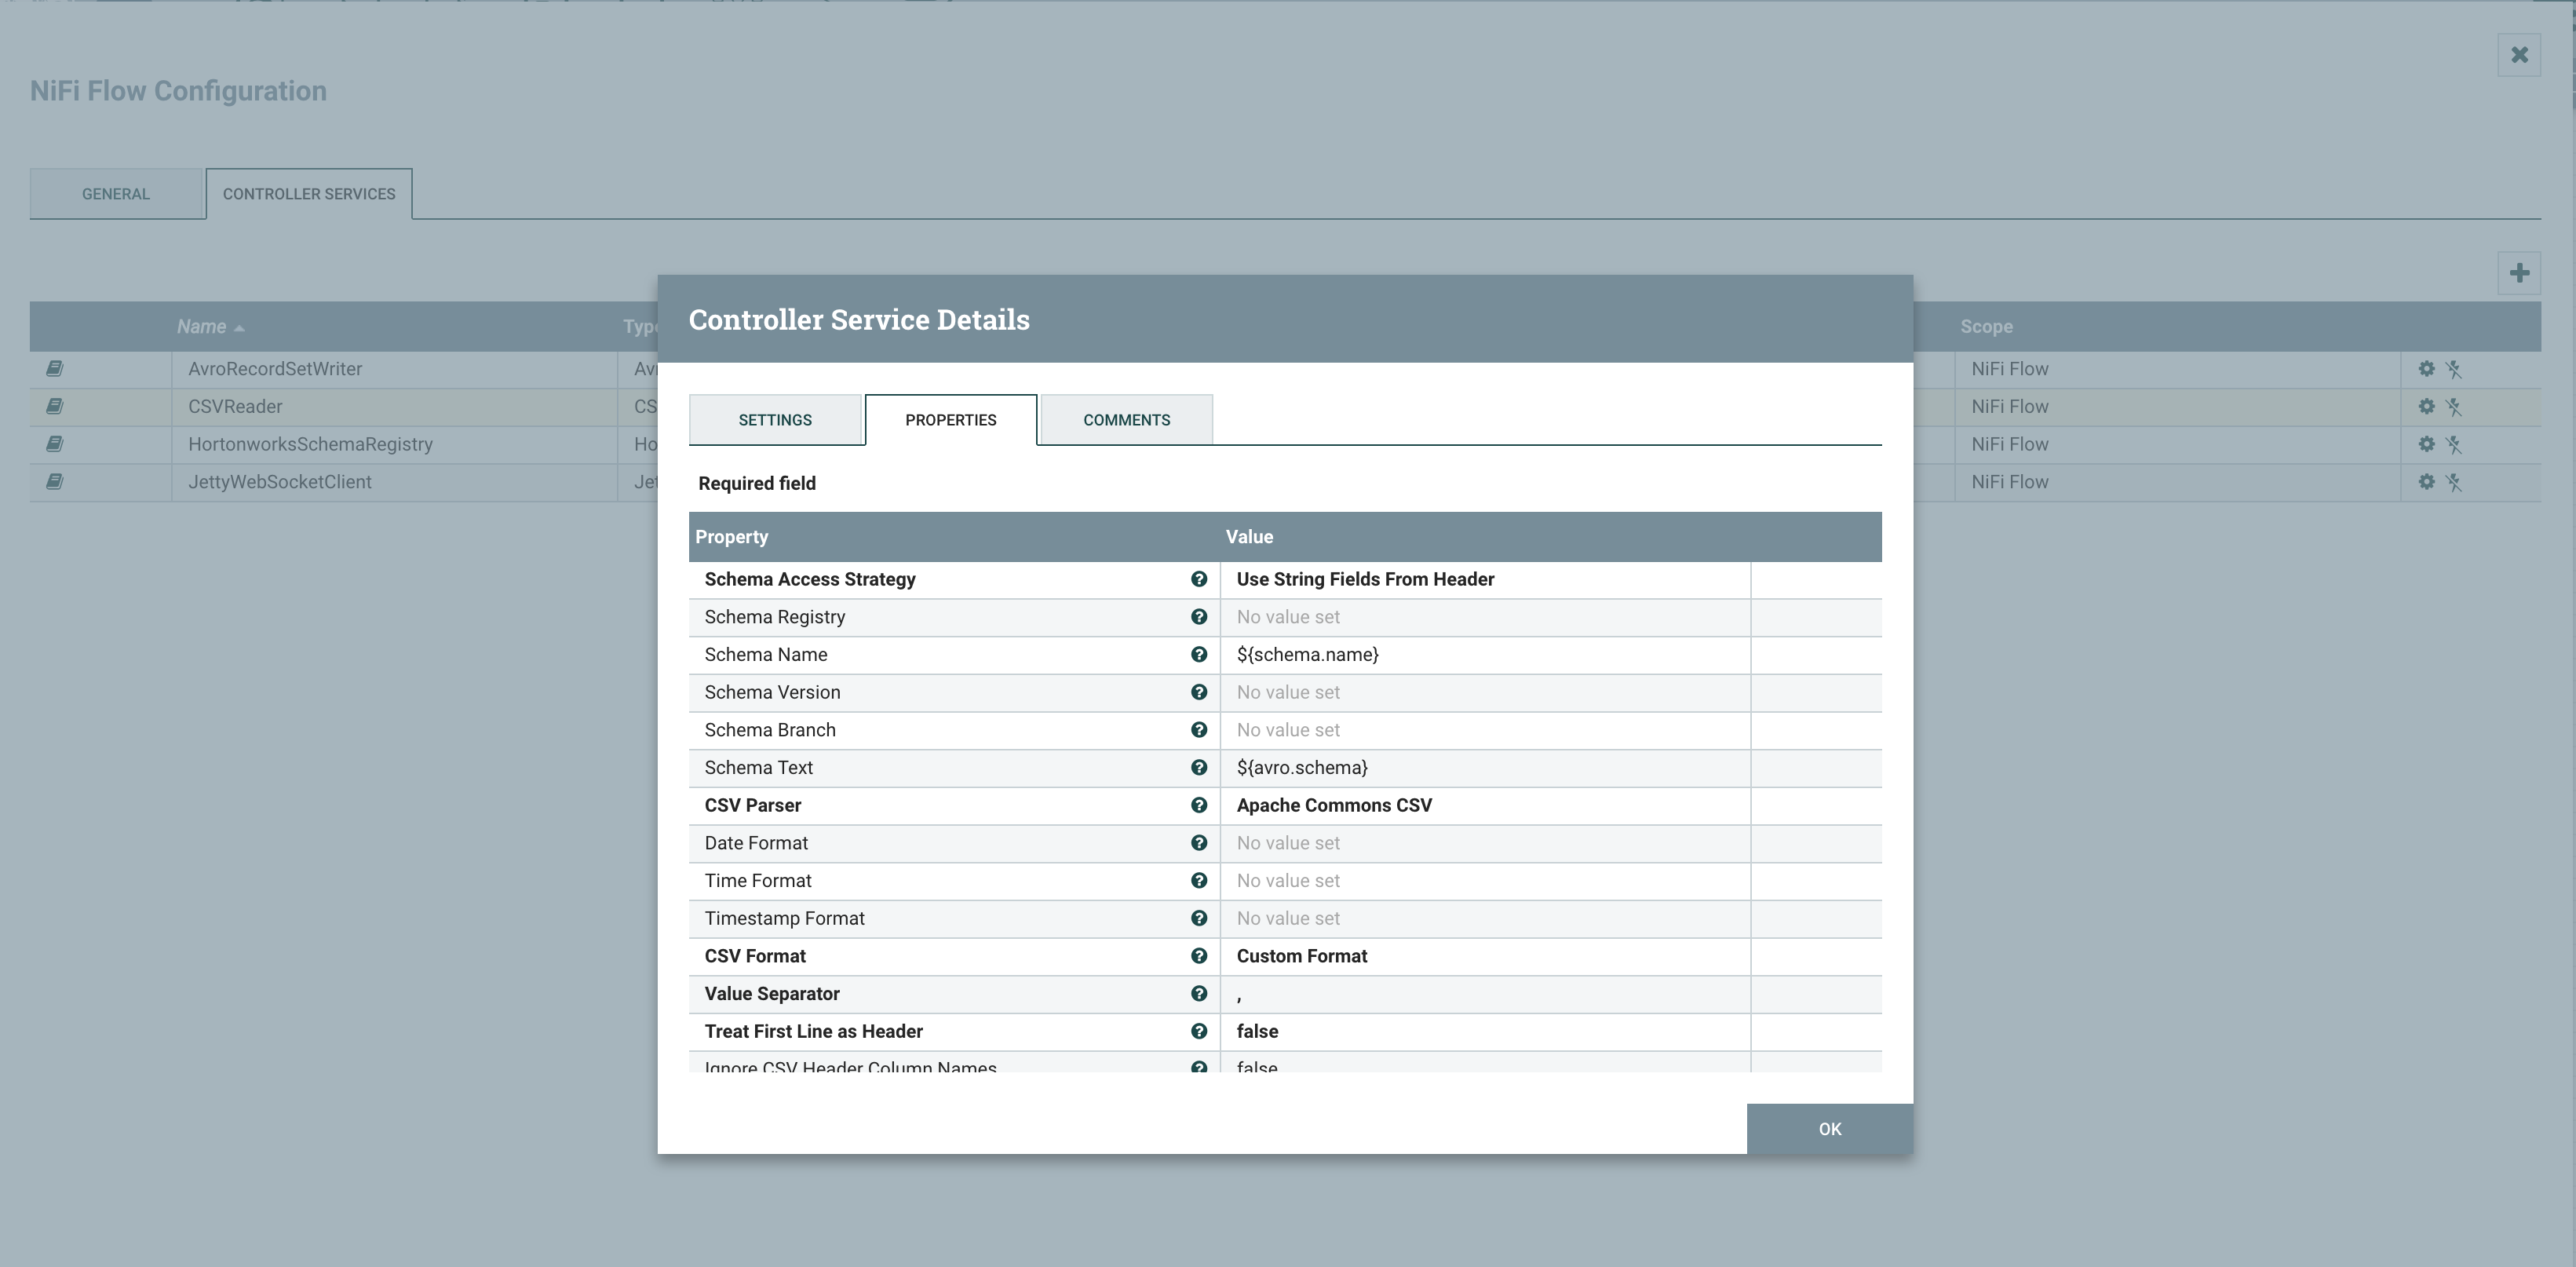 NiFi Flow Configuration
GENERAL
CONTROLLER SERVICES
Name
Scope
AvroRecordSetWriter
NiFi Flow
CSVReader
NiFi Flow
HortonworksSchemaRegistry
NiFi Flow
JettyWebSocketClient
NiFi Flow
Controller Service Details
SETTINGS
PROPERTIES
COMMENTS
Required field
Property Value
Schema Access Strategy Use String Fields From Header
Schema Registry No value set
Schema Name ${schema.name}
Schema Version No value set
Schema Branch No value set
Schema Text ${avro.schema}
CSV Parser Apache Commons CSV
Date Format No value set
Time Format No value set
Timestamp Format No value set
CSV Format Custom Format
Value Separator ,
Treat First Line as Header false
Ignore CSV Header Column Names false
OK